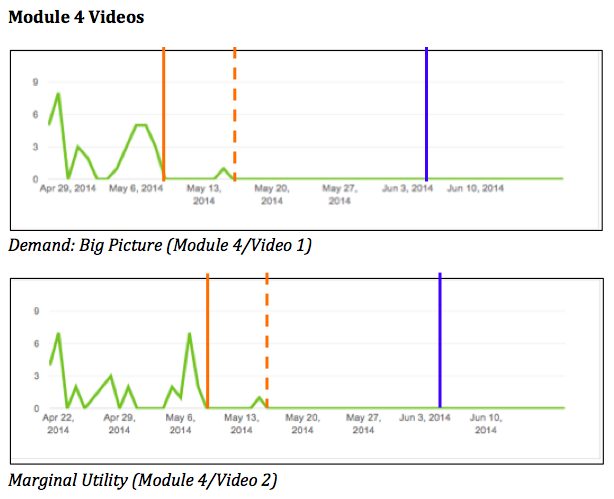 Module 4 Videos
9
6
3
0
Apr 29, 2014 May 6, 2014 May 13, 2014 May 20, 2014 May 27, 2014 Jun 3, 2014 Jun 10, 2014
Demand: Big Picture (Module 4/Video 1)
9
6
3
0
Apr 22, 2014 Apr 29, 2014 May 6, 2014 May 13, 2014 May 20, 2014 May 27, 2014 Jun 3, 2014 Jun 10, 2014
Marginal Utility (Module 4/Video 2)